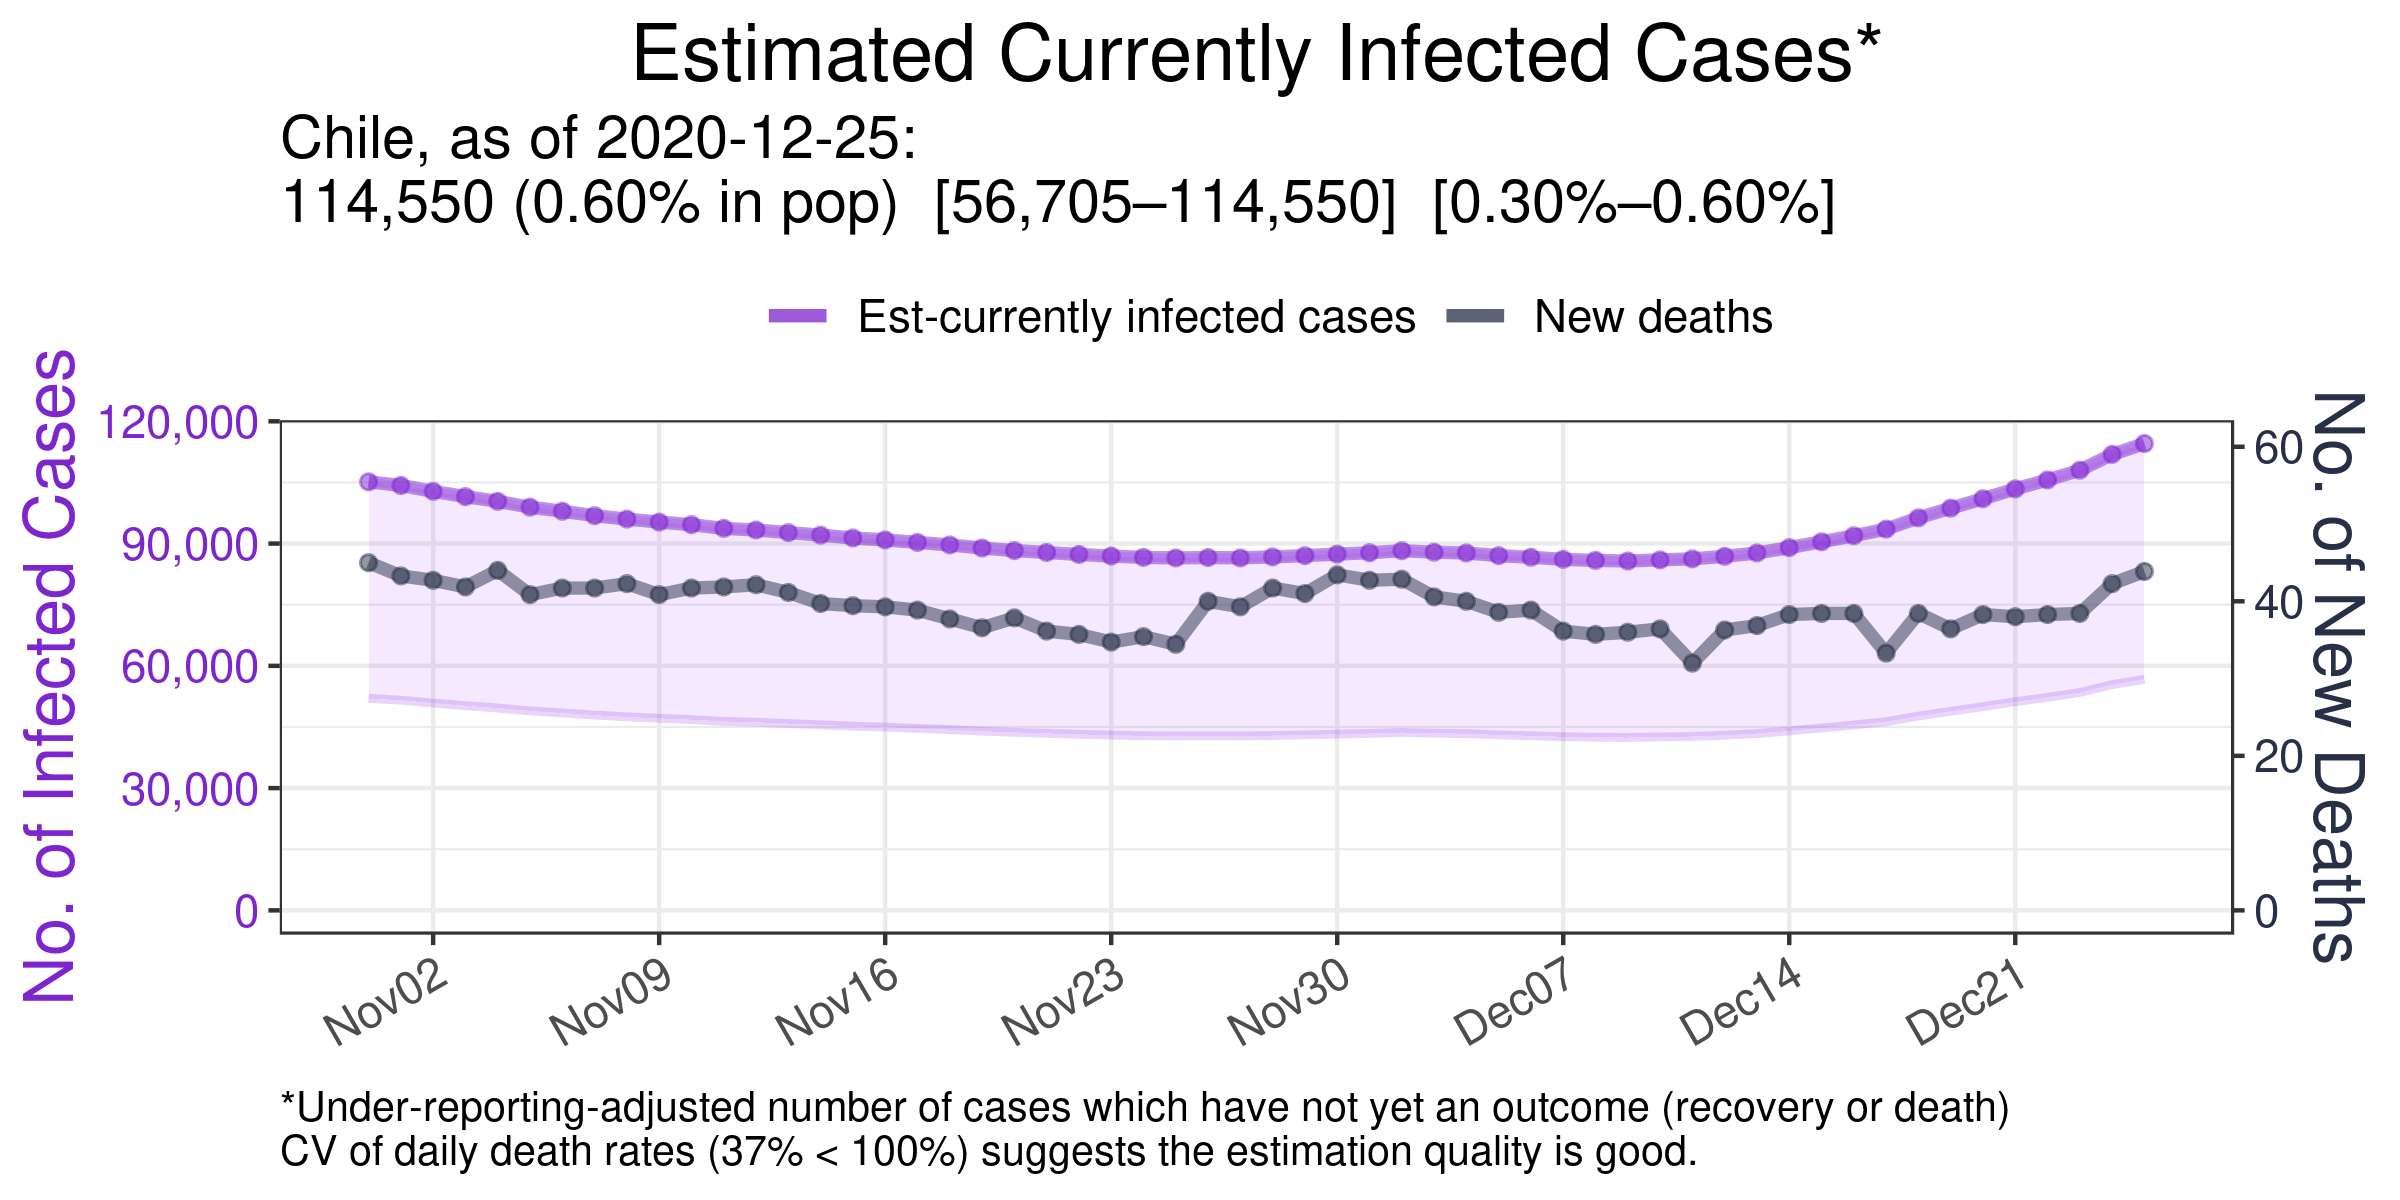 Estimated Currently Infected Cases*
Chile, as of 2020-12-25:
114,550 (0.60% in pop)  [56,705–114,550]  [0.30%–0.60%]
Est-currently infected cases
New deaths
No. of Infected Cases
120,000
90,000
60,000
30,000
0
60
40
20
0
No. of New Deaths
Nov02
Nov09
Nov16
Nov23
Nov30
Dec07
Dec14
Dec21
*Under-reporting-adjusted number of cases which have not yet an outcome (recovery or death)
CV of daily death rates (37% < 100%) suggests the estimation quality is good.